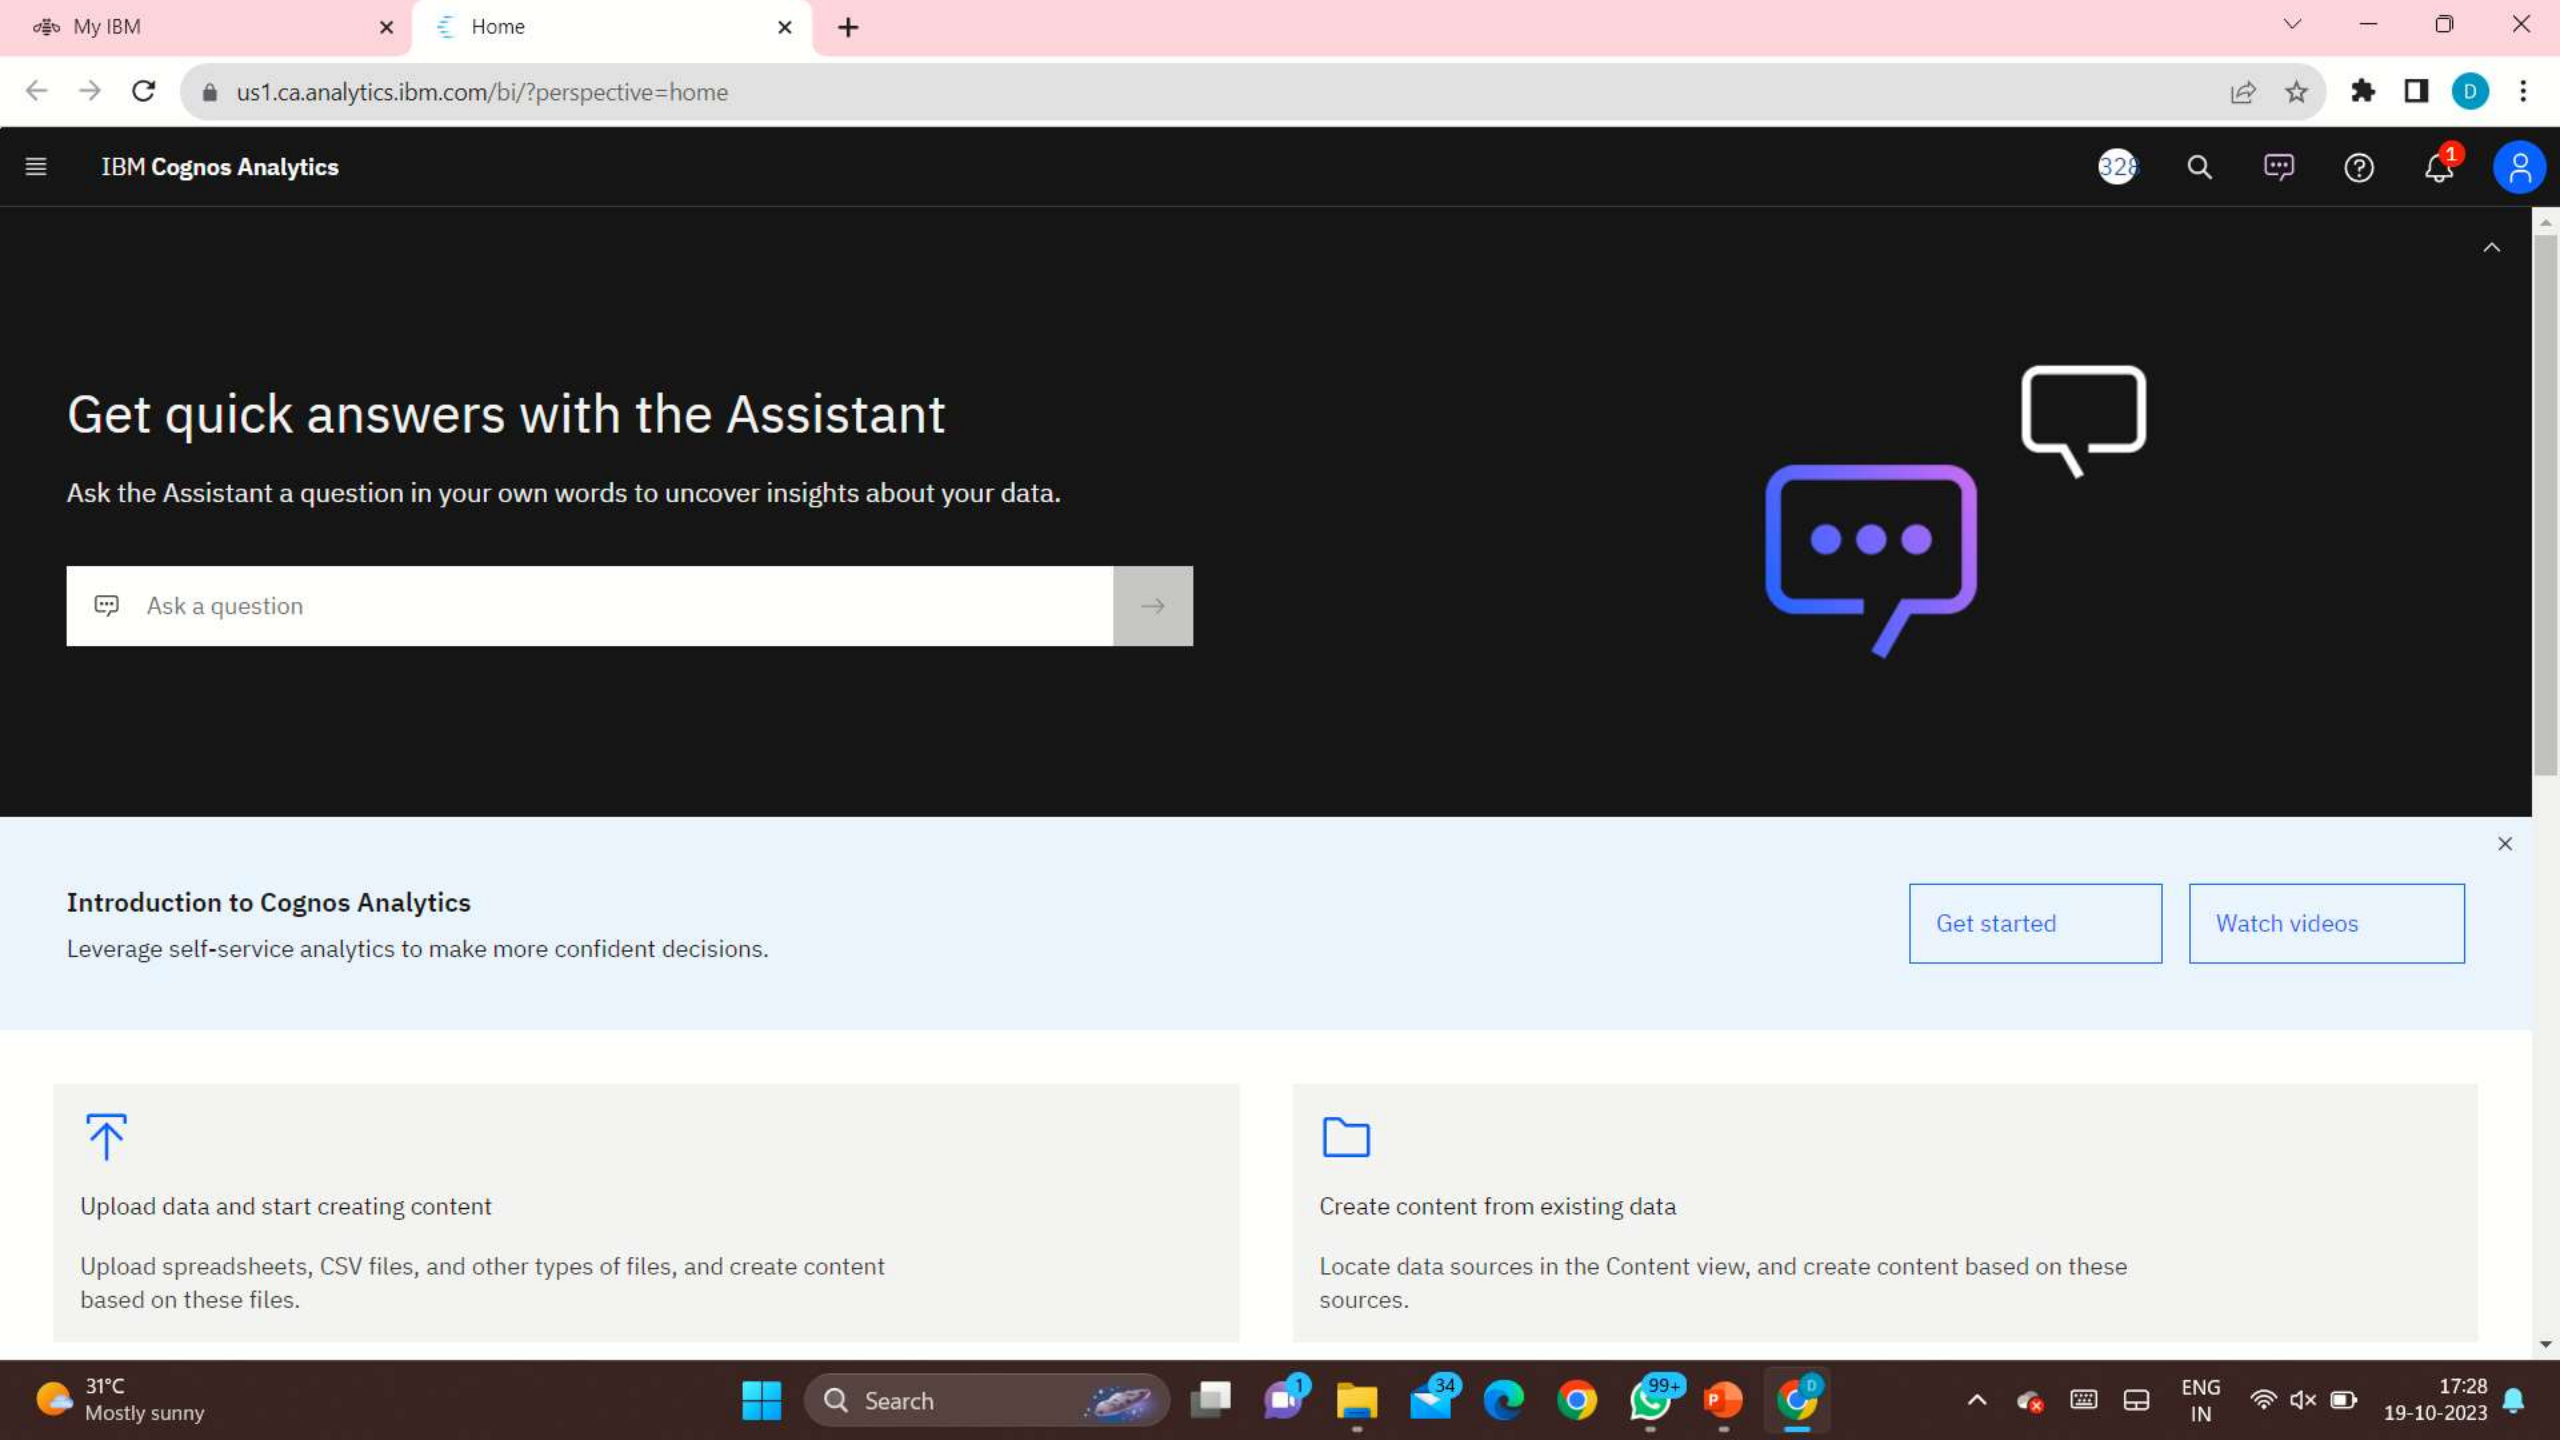 My IBM
Home
us1.ca.analytics.ibm.com/bi/?perspective=home
D
IBM Cognos Analytics
328
1
Get quick answers with the Assistant
Ask the Assistant a question in your own words to uncover insights about your data.
Ask a question
Introduction to Cognos Analytics
Leverage self-service analytics to make more confident decisions.
Get started
Watch videos
Upload data and start creating content
Upload spreadsheets, CSV files, and other types of files, and create content
based on these files.
Create content from existing data
Locate data sources in the Content view, and create content based on these
sources.
31°C
Mostly sunny
Search
1
34
99+
P
D
ENG
IN
17:28
19-10-2023